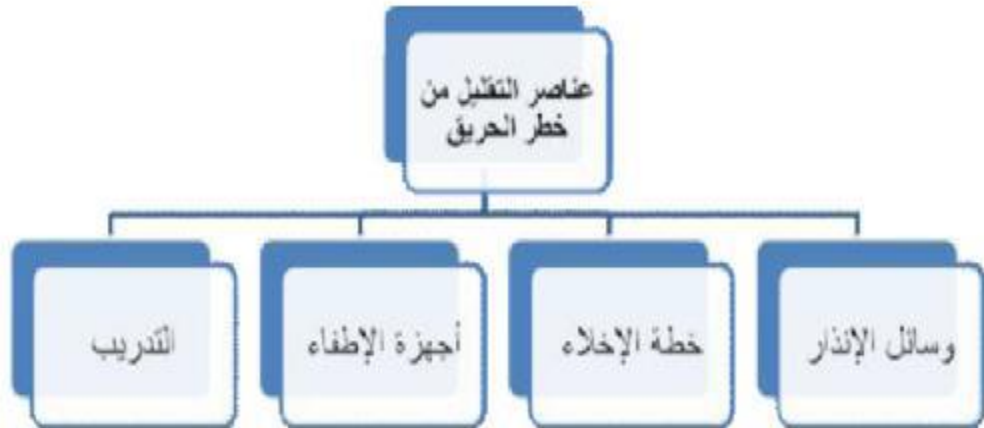 عناصر التقليل من
خطر الحريق
وسائل الإنذار
خطة الإخلاء
أجهزة الإطفاء
التدريب